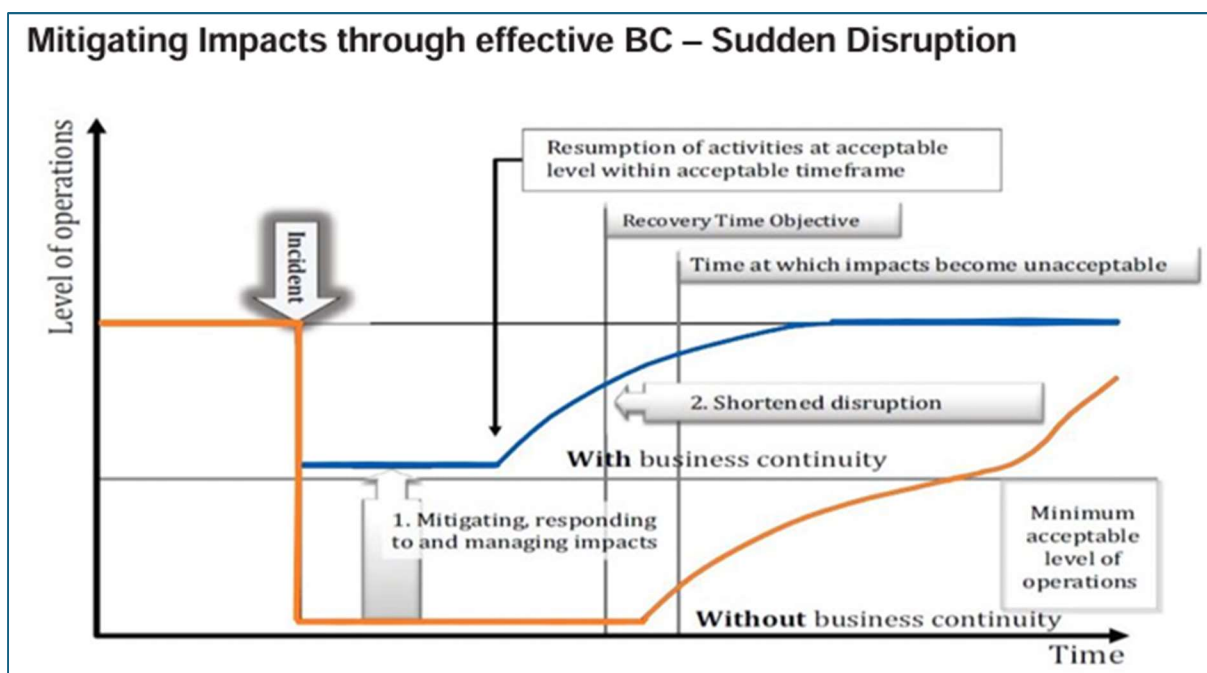 Mitigating Impacts through effective BC – Sudden Disruption
Level of operations
Incident
Resumption of activities at acceptable
level within acceptable timeframe
Recovery Time Objective
Time at which impacts become unacceptable
2. Shortened disruption
With business continuity
1. Mitigating, responding
to and managing impacts
Minimum
acceptable
level of
operations
Without business continuity
Time